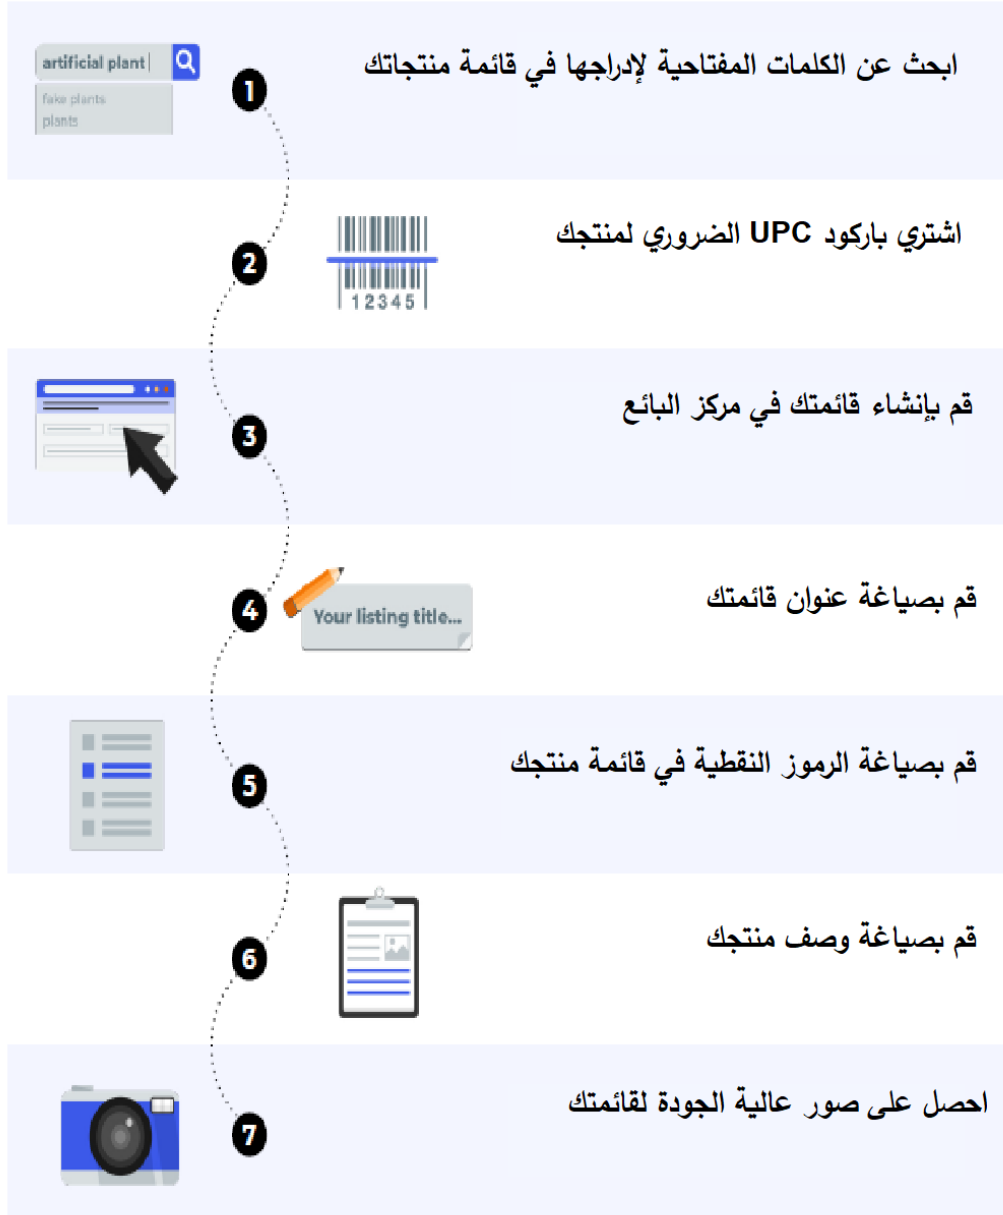 ابحث عن الكلمات المفتاحية لإدراجها في قائمة منتجاتك
1
artificial plant
fake plants
plants
اشتري باركود UPC الضروري لمنتجك
2
12345
قم بإنشاء قائمتك في مركز البائع
3
قم بصياغة عنوان قائمتك
4
Your listing title...
قم بصياغة الرموز النقطية في قائمة منتجك
5
قم بصياغة وصف منتجك
6
احصل على صور عالية الجودة لقائمتك
7